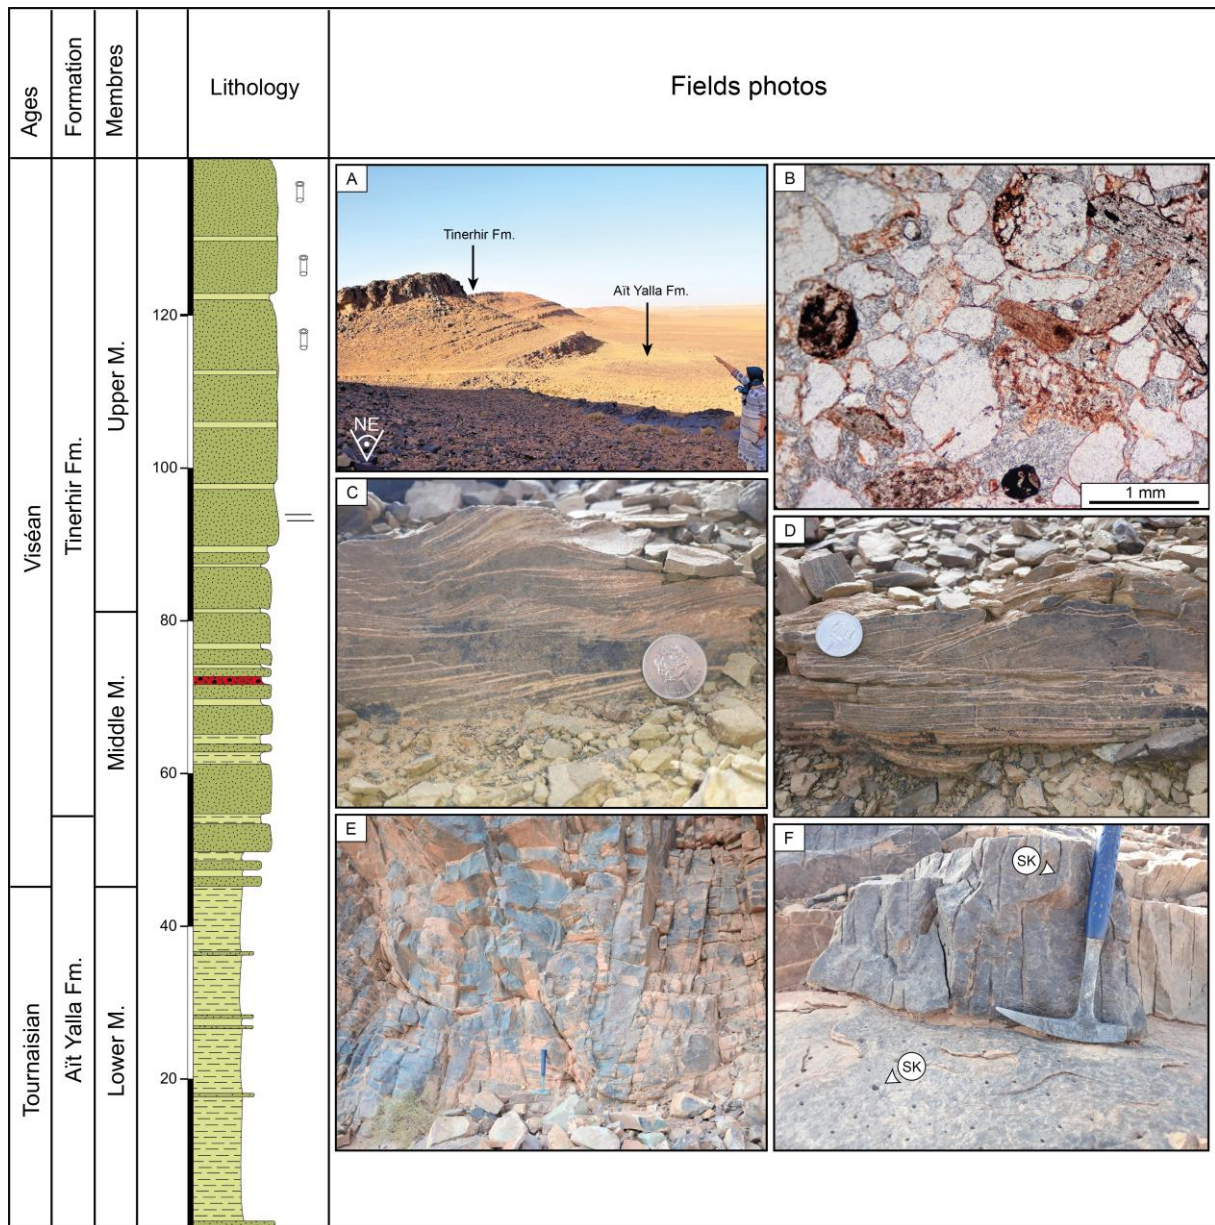 Ages
Formation
Membres
Lithology
Fields photos
Viséan
Tournaisian
Tinerhir Fm.
Aït Yalla Fm.
Upper M.
Middle M.
Lower M.
120
100
80
60
40
20
A
Tinerhir Fm.
Aït Yalla Fm.
NE
B
1 mm
C
D
E
F
SK
SK